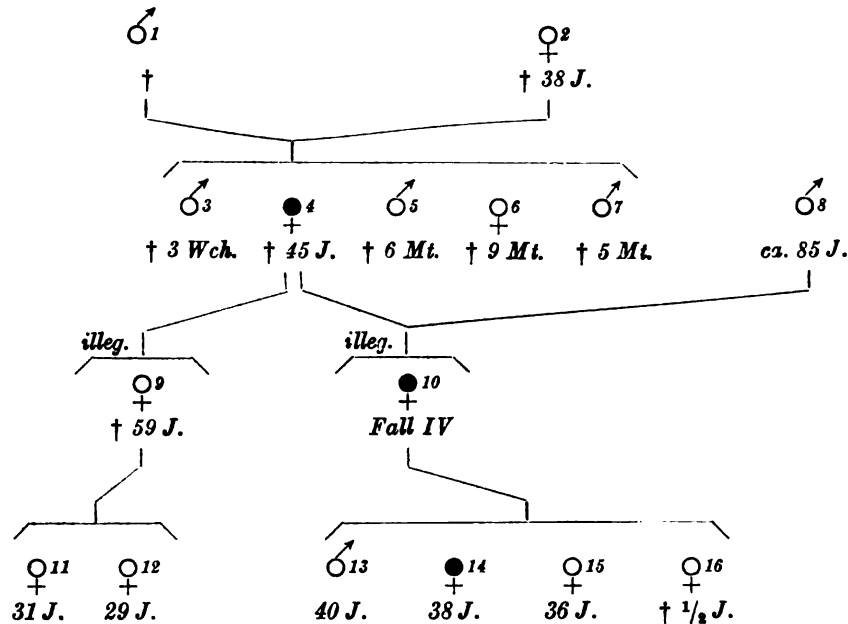 1 2
† † 38 J.
3 4 5 6 7 8
† 3 Wch. † 45 J. † 6 Mt. † 9 Mt. † 5 Mt. ca. 85 J.
illeg. illeg.
9 10
† 59 J. Fall IV
11 12 13 14 15 16
31 J. 29 J. 40 J. 38 J. 36 J. † 1/2 J.